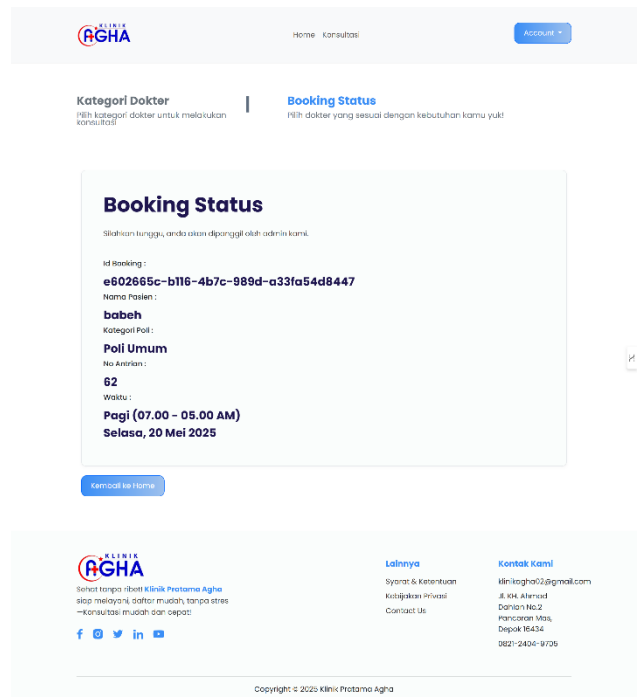 KLINIK
AGHA
Home Konsultasi
Account
Kategori Dokter
Pilih kategori dokter untuk melakukan
konsultasi
Booking Status
Pilih dokter yang sesuai dengan kebutuhan kamu yuk!
Booking Status
Silahkan tunggu, anda akan dipanggil oleh admin kami.
Id Booking :
e602665c-b116-4b7c-989d-a33fa54d8447
Nama Pasien :
babeh
Kategori Poli :
Poli Umum
No Antrian :
62
Waktu :
Pagi (07.00 - 05.00 AM)
Selasa, 20 Mei 2025
Kembali ke Home
KLINIK
AGHA
Sehat tanpa ribet! Klinik Pratama Agha
siap melayani, daftar mudah, tanpa stres
—Konsultasi mudah dan cepat!
Lainnya
Syarat & Ketentuan
Kebijakan Privasi
Contact Us
Kontak Kami
klinikagha02@gmail.com
Jl. KH. Ahmad
Dahlan No.2
Pancoran Mas,
Depok 16434
0821-2404-9705
Copyright © 2025 Klinik Pratama Agha